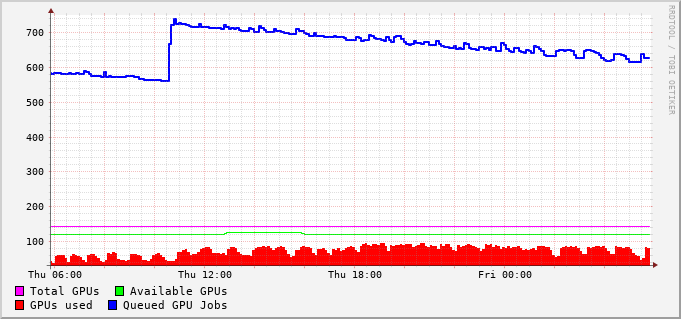 700
600
500
400
300
200
100
Thu 06:00 Thu 12:00 Thu 18:00 Fri 00:00
Total GPUs Available GPUs
GPUs used Queued GPU Jobs
RRDTOOL / TOBI OETIKER